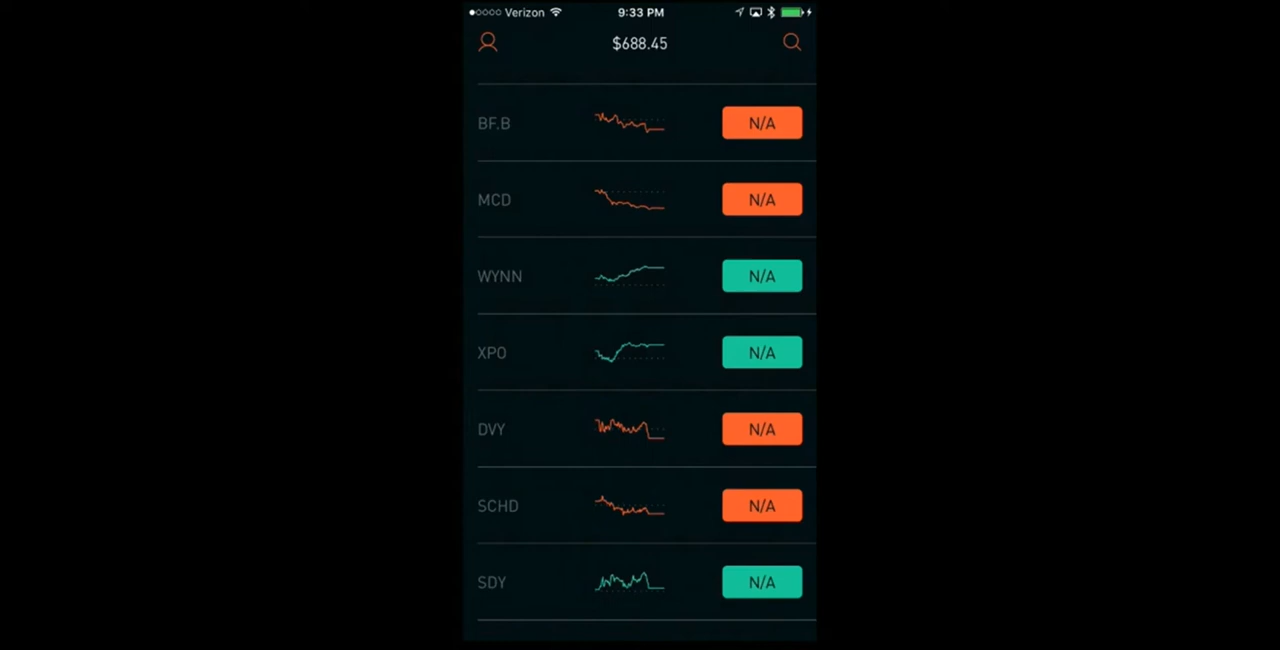 Verizon 9:33 PM
$688.45
BF.B N/A
MCD N/A
WYNN N/A
XPO N/A
DVY N/A
SCHD N/A
SDY N/A